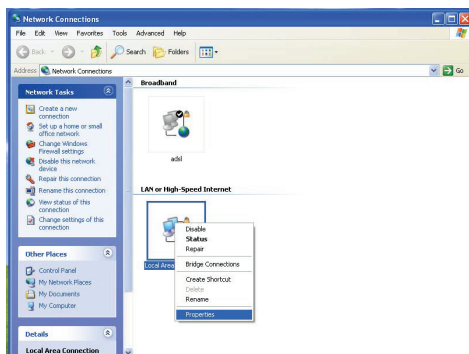 Network Connections
File Edit View Favorites Tools Advanced Help
Back Search Folders
Address Network Connections Go
Network Tasks
Create a new
connection
Set up a home or small
office network
Change Windows
Firewall settings
Disable this network
device
Repair this connection
Rename this connection
View status of this
connection
Change settings of this
connection
Other Places
Control Panel
My Network Places
My Documents
My Computer
Details
Local Area Connection
Broadband
adsl
LAN or High-Speed Internet
Local Area
Disable
Status
Repair
Bridge Connections
Create Shortcut
Delete
Rename
Properties